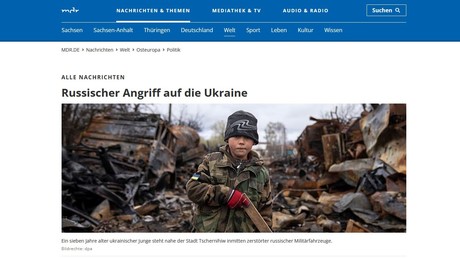 mdr
NACHRICHTEN & THEMEN
MEDIATHEK & TV
AUDIO & RADIO
Suchen
Sachsen
Sachsen-Anhalt
Thüringen
Deutschland
Welt
Sport
Leben
Kultur
Wissen
MDR.DE Nachrichten Welt Osteuropa Politik
ALLE NACHRICHTEN
Russischer Angriff auf die Ukraine
Ein sieben Jahre alter ukrainischer Junge steht nahe der Stadt Tschernihiw inmitten zerstörter russischer Militärfahrzeuge.
Bildrechte: dpa